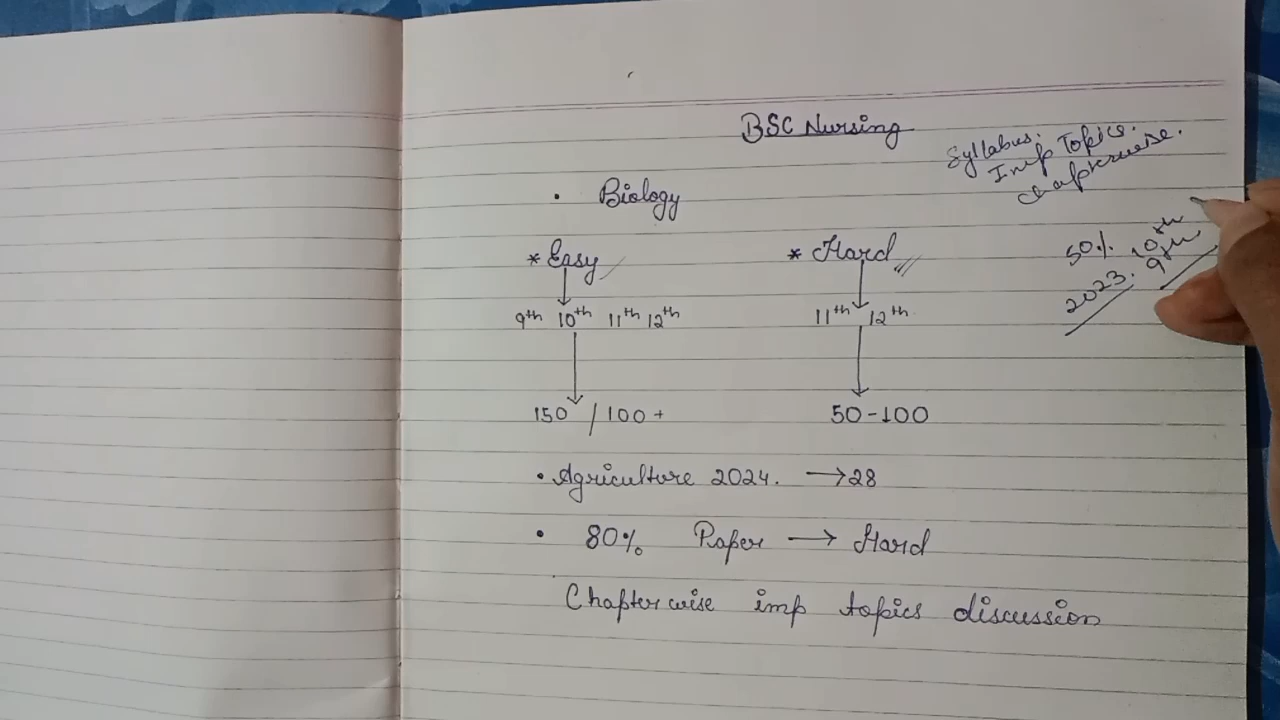 BSC Nursing
Syllabus.
Imp Topics.
Chapterwise.
• Biology
* Easy
* Hard
50%
10th
2023.
9th
9th 10th 11th 12th
11th 12th
150 / 100 +
50-100
• Agriculture 2024. → 28
• 80% Paper → Hard
Chapterwise imp topics discussion